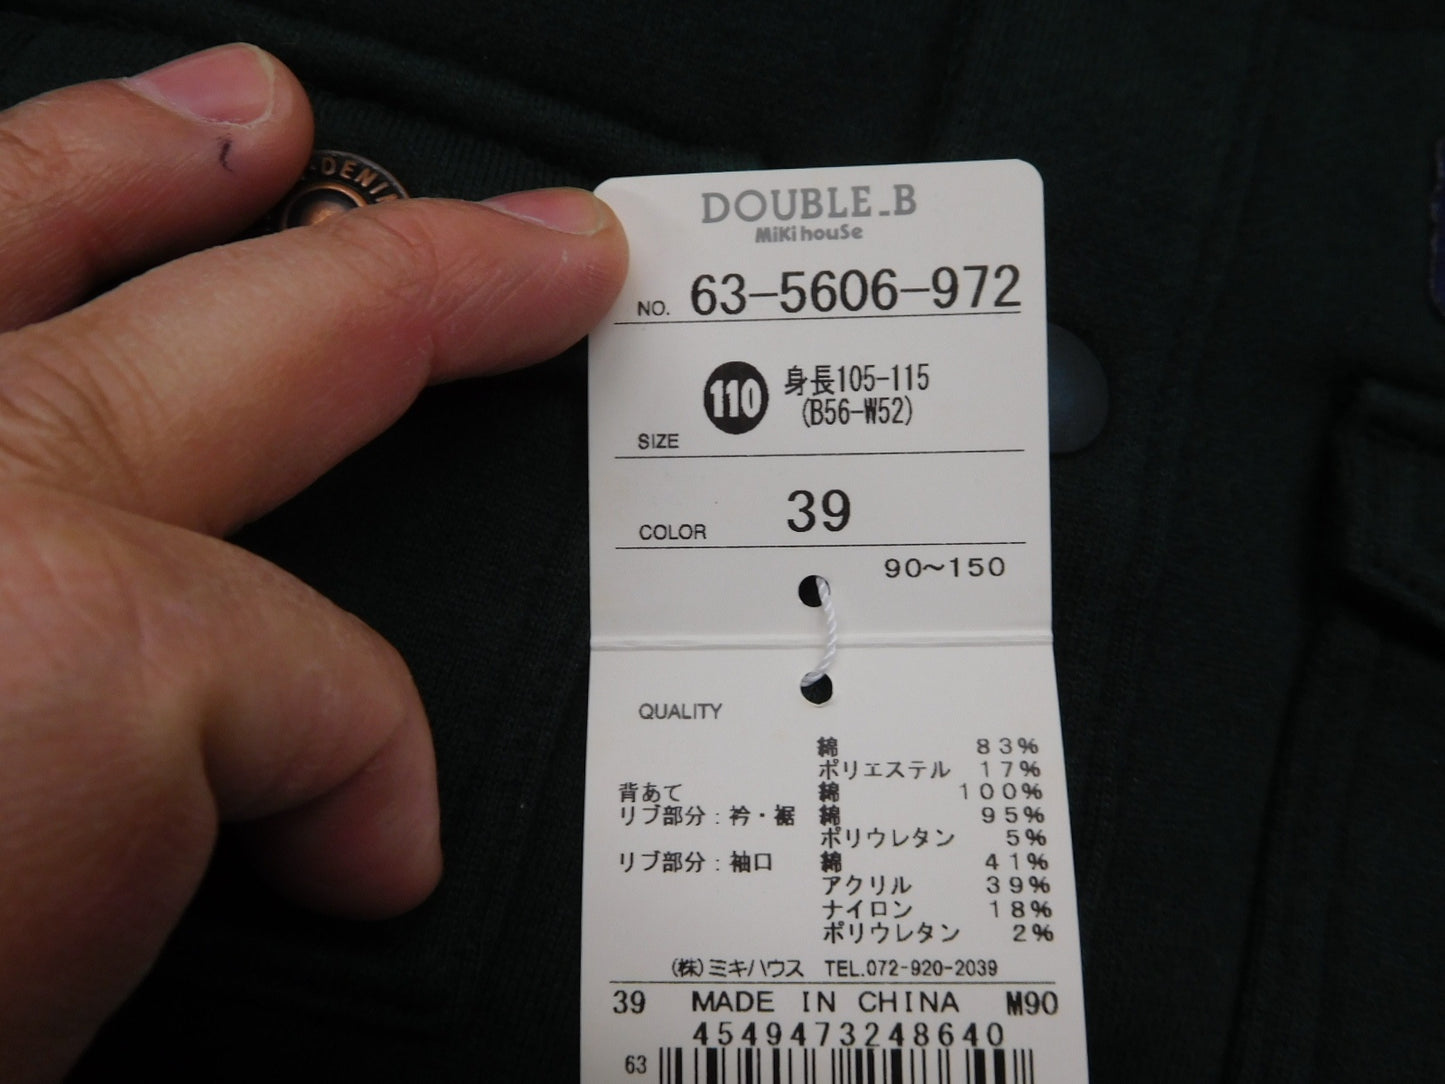 DENI
DOUBLE_B
MiKi houSe
NO. 63-5606-972
SIZE 110 身長105-115
(B56-W52)
COLOR 39
90～150
QUALITY
綿 83%
ポリエステル 17%
背あて 綿 100%
リブ部分：衿・裾 綿 95%
ポリウレタン 5%
リブ部分：袖口 綿 41%
アクリル 39%
ナイロン 18%
ポリウレタン 2%
(株)ミキハウス TEL.072-920-2039
39 MADE IN CHINA M90
4549473248640
63